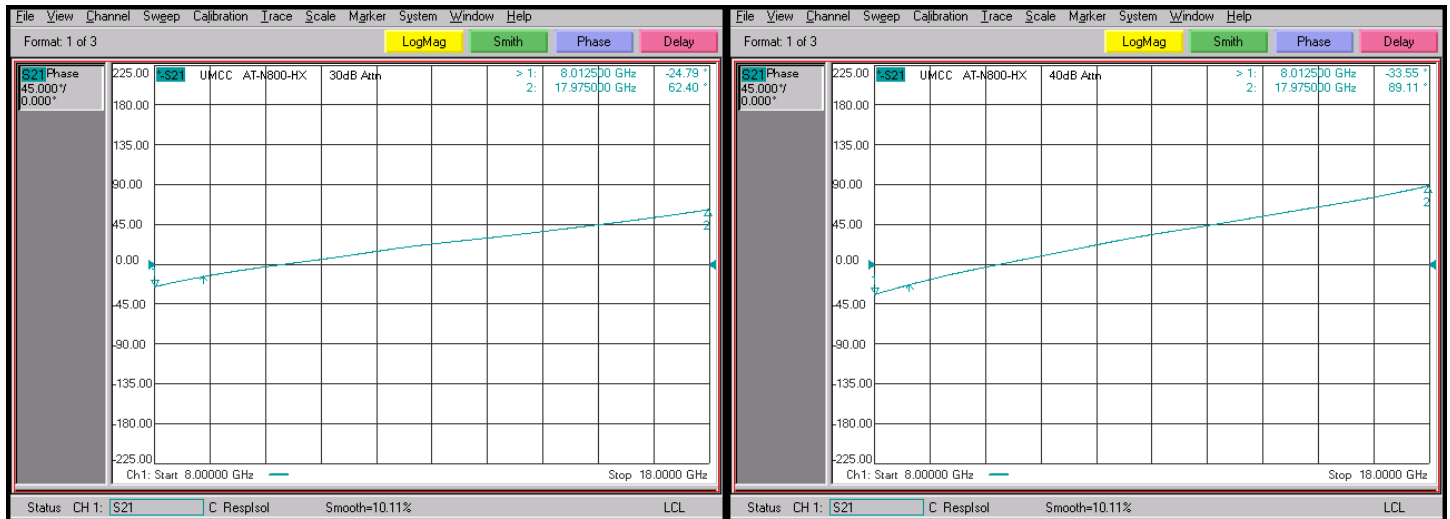 File View Channel Sweep Calibration Trace Scale Marker System Window Help
Format: 1 of 3 LogMag Smith Phase Delay
S21 Phase
45.000°/
0.000°
225.00 *-S21 UMCC AT-N800-HX 30dB Attn > 1: 8.012500 GHz -24.79 °
2: 17.975000 GHz 62.40 °
180.00
135.00
90.00
45.00
2
0.00
1
-45.00
-90.00
-135.00
-180.00
-225.00
Ch1: Start 8.00000 GHz Stop 18.0000 GHz
Status CH 1: S21 C RespIsol Smooth=10.11% LCL
File View Channel Sweep Calibration Trace Scale Marker System Window Help
Format: 1 of 3 LogMag Smith Phase Delay
S21 Phase
45.000°/
0.000°
225.00 *-S21 UMCC AT-N800-HX 40dB Attn > 1: 8.012500 GHz -33.55 °
2: 17.975000 GHz 89.11 °
180.00
135.00
90.00
2
45.00
0.00
1
-45.00
-90.00
-135.00
-180.00
-225.00
Ch1: Start 8.00000 GHz Stop 18.0000 GHz
Status CH 1: S21 C RespIsol Smooth=10.11% LCL